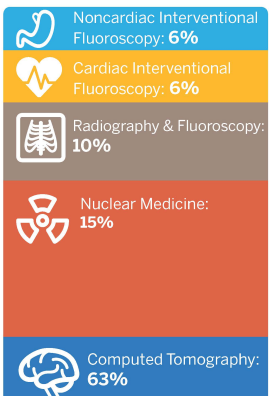 Noncardiac Interventional
Fluoroscopy: 6%
Cardiac Interventional
Fluoroscopy: 6%
Radiography & Fluoroscopy:
10%
Nuclear Medicine:
15%
Computed Tomography:
63%